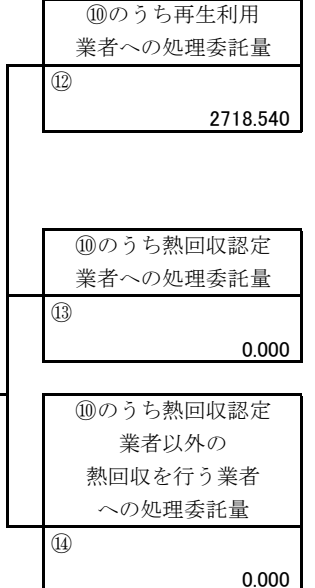 ⑩のうち再生利用
業者への処理委託量
⑫
2718.540
⑩のうち熱回収認定
業者への処理委託量
⑬
0.000
⑩のうち熱回収認定
業者以外の
熱回収を行う業者
への処理委託量
⑭
0.000